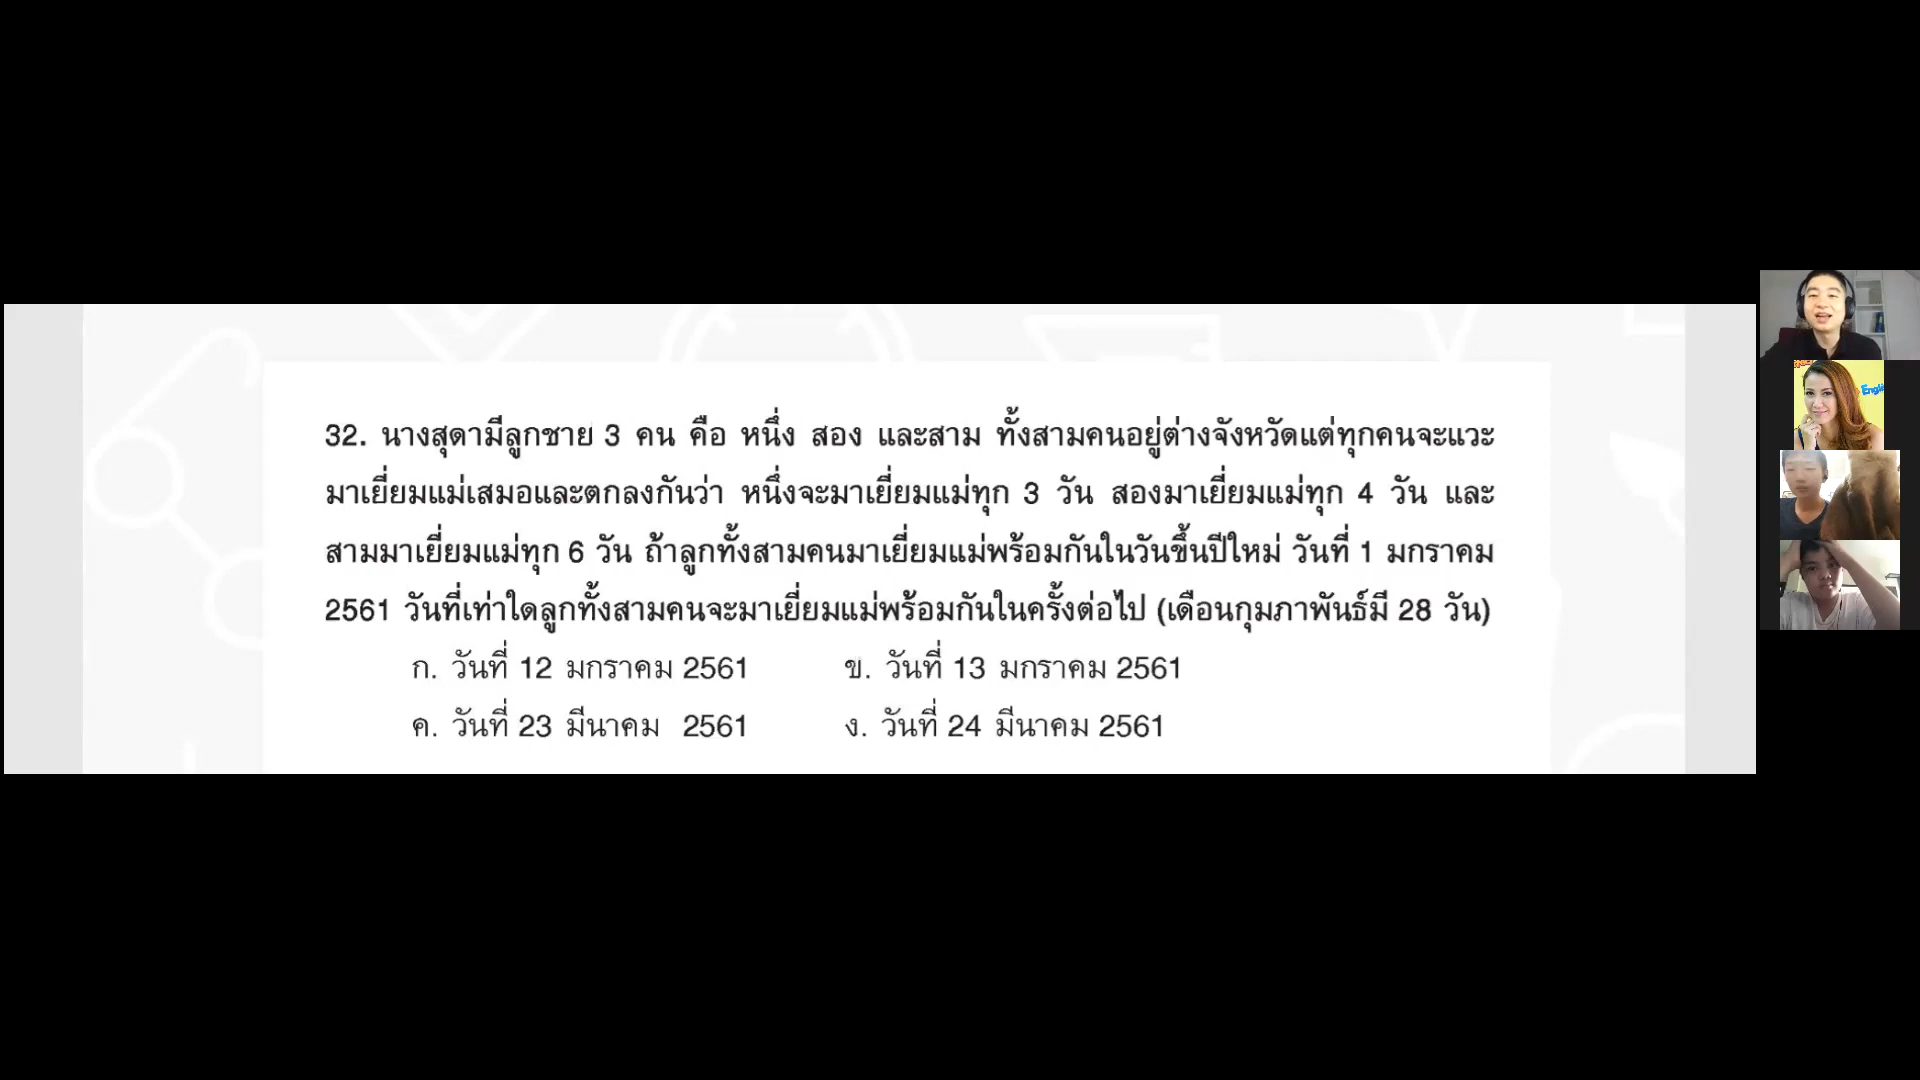 32. นางสุดามีลูกชาย 3 คน คือ หนึ่ง สอง และสาม ทั้งสามคนอยู่ต่างจังหวัดแต่ทุกคนจะแวะ
มาเยี่ยมแม่เสมอและตกลงกันว่า หนึ่งจะมาเยี่ยมแม่ทุก 3 วัน สองมาเยี่ยมแม่ทุก 4 วัน และ
สามมาเยี่ยมแม่ทุก 6 วัน ถ้าลูกทั้งสามคนมาเยี่ยมแม่พร้อมกันในวันขึ้นปีใหม่ วันที่ 1 มกราคม
2561 วันที่เท่าใดลูกทั้งสามคนจะมาเยี่ยมแม่พร้อมกันในครั้งต่อไป (เดือนกุมภาพันธ์มี 28 วัน)
ก. วันที่ 12 มกราคม 2561 ข. วันที่ 13 มกราคม 2561
ค. วันที่ 23 มีนาคม 2561 ง. วันที่ 24 มีนาคม 2561